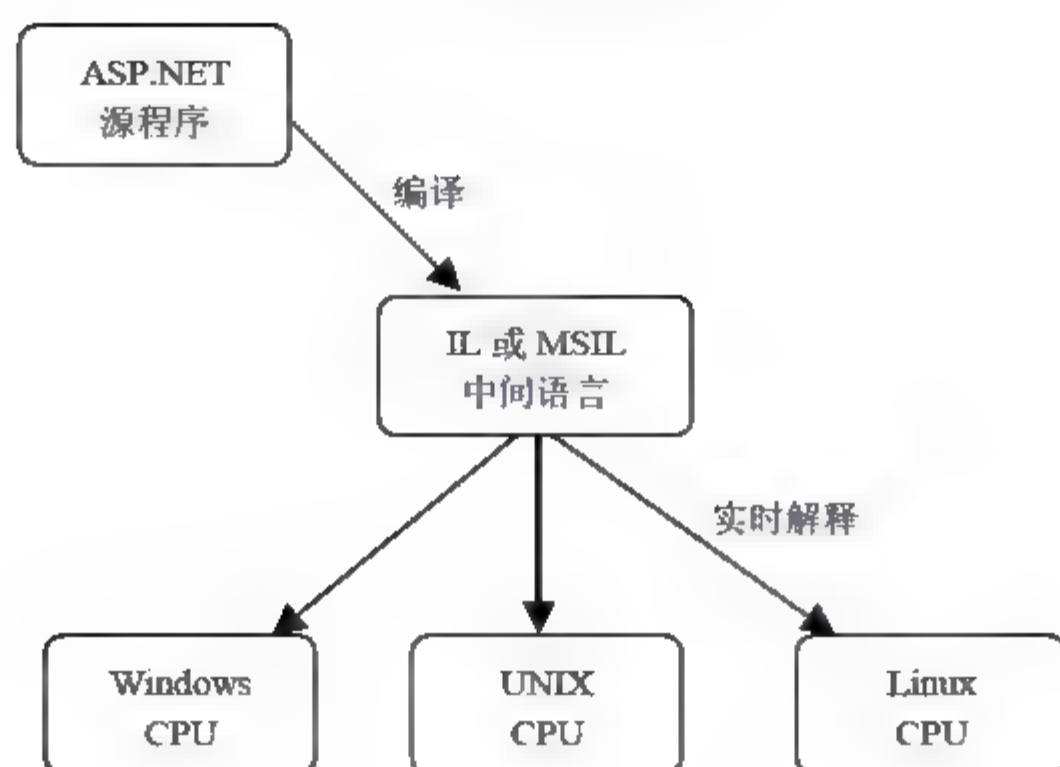 ASP.NET
源程序
编译
IL 或 MSIL
中间语言
实时解释
Windows
CPU
UNIX
CPU
Linux
CPU